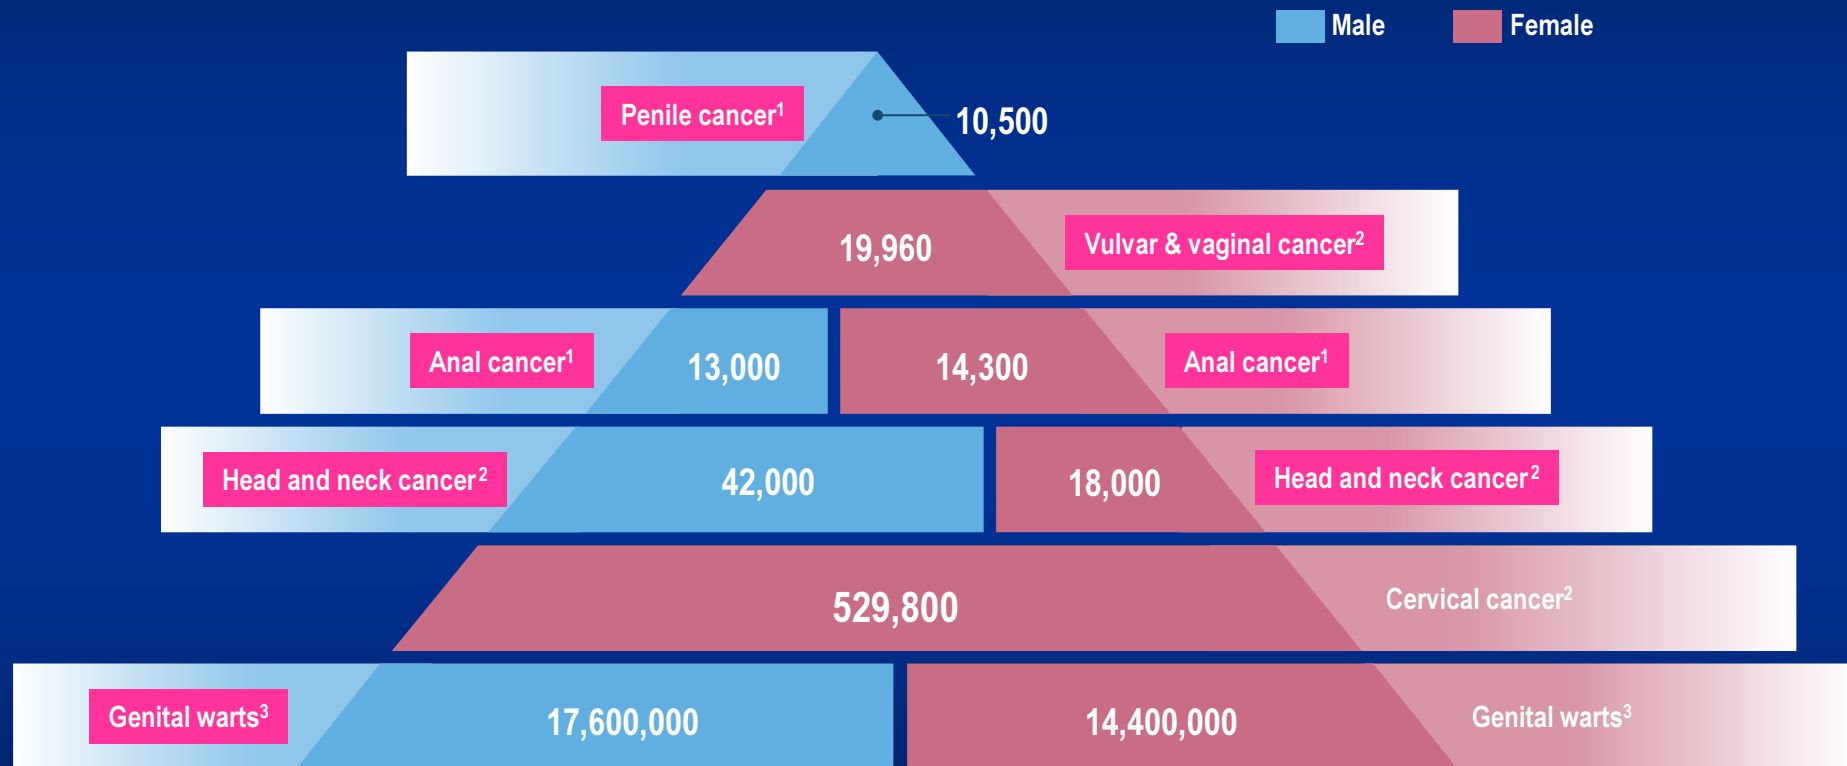 Male
Female
Penile cancer1
10,500
19,960
Vulvar & vaginal cancer2
Anal cancer1
13,000
14,300
Anal cancer1
Head and neck cancer2
42,000
18,000
Head and neck cancer2
529,800
Cervical cancer2
Genital warts3
17,600,000
14,400,000
Genital warts3